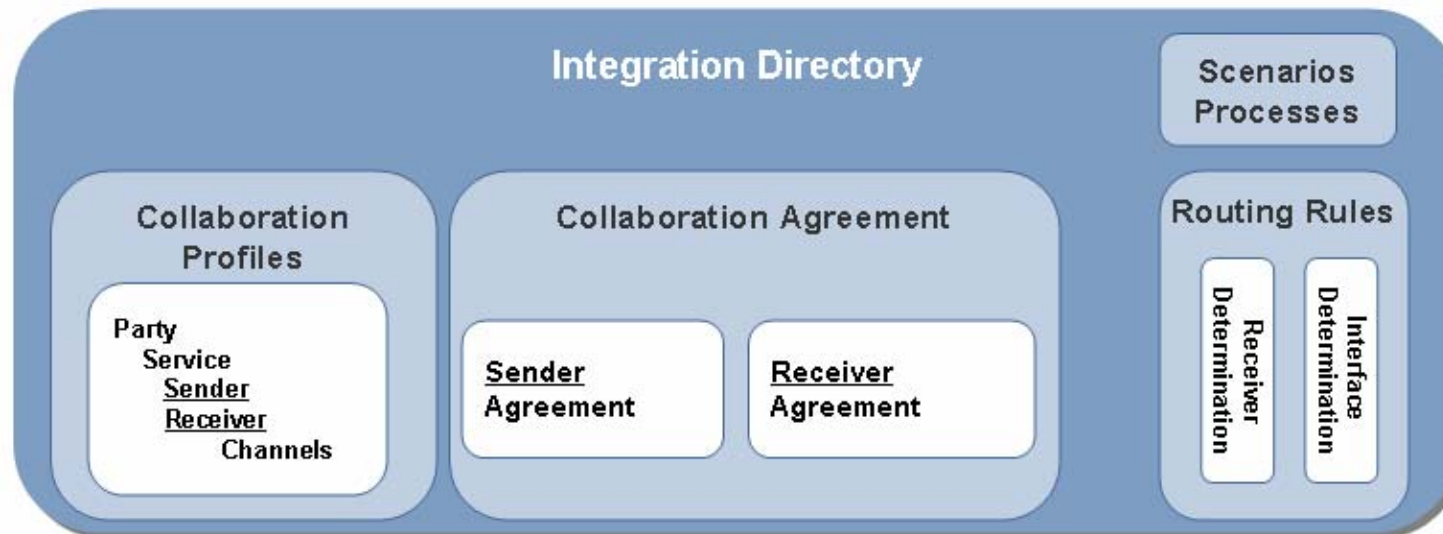 Integration Directory
Scenarios
Processes
Collaboration
Profiles
Party
Service
Sender
Receiver
Channels
Collaboration Agreement
Sender
Agreement
Receiver
Agreement
Routing Rules
Receiver
Determination
Interface
Determination